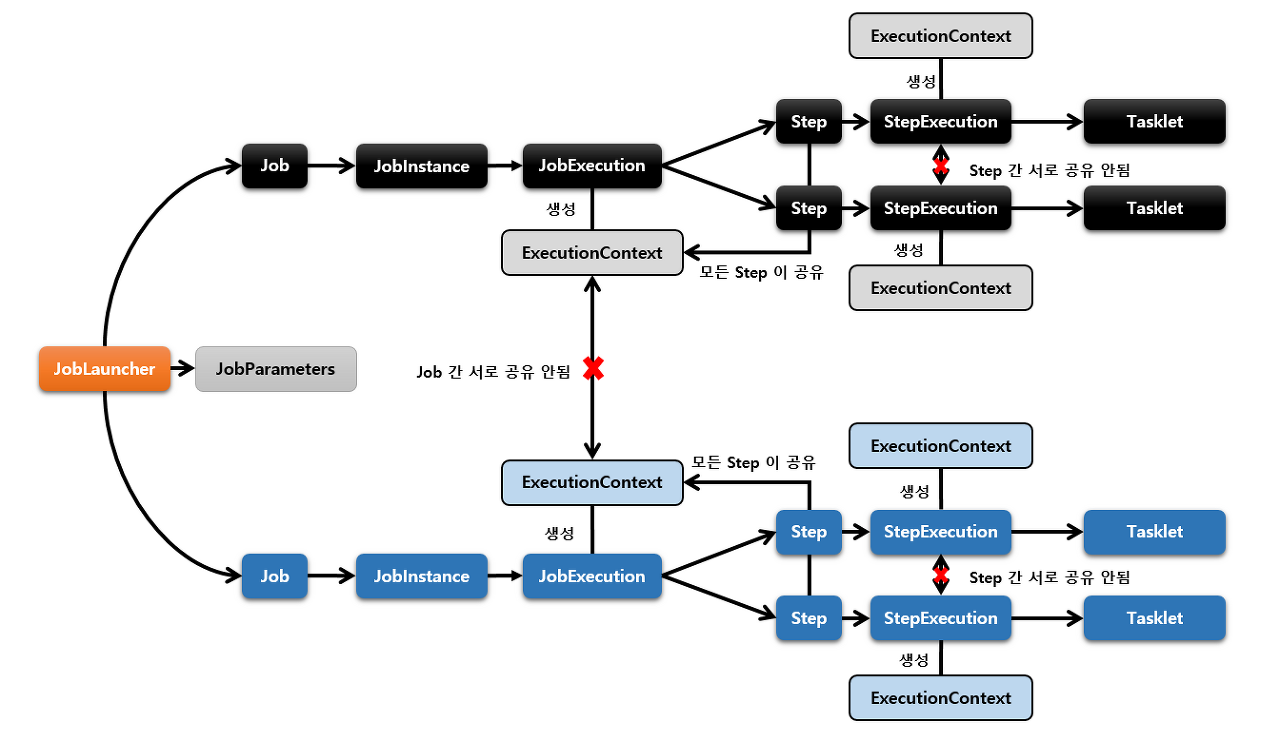 ExecutionContext
생성
Step
StepExecution
Tasklet
Job
JobInstance
JobExecution
Step 간 서로 공유 안됨
생성
Step
StepExecution
Tasklet
ExecutionContext
생성
모든 Step 이 공유
ExecutionContext
JobLauncher
JobParameters
Job 간 서로 공유 안됨
ExecutionContext
모든 Step 이 공유
ExecutionContext
생성
생성
Step
StepExecution
Tasklet
Job
JobInstance
JobExecution
Step 간 서로 공유 안됨
Step
StepExecution
Tasklet
생성
ExecutionContext